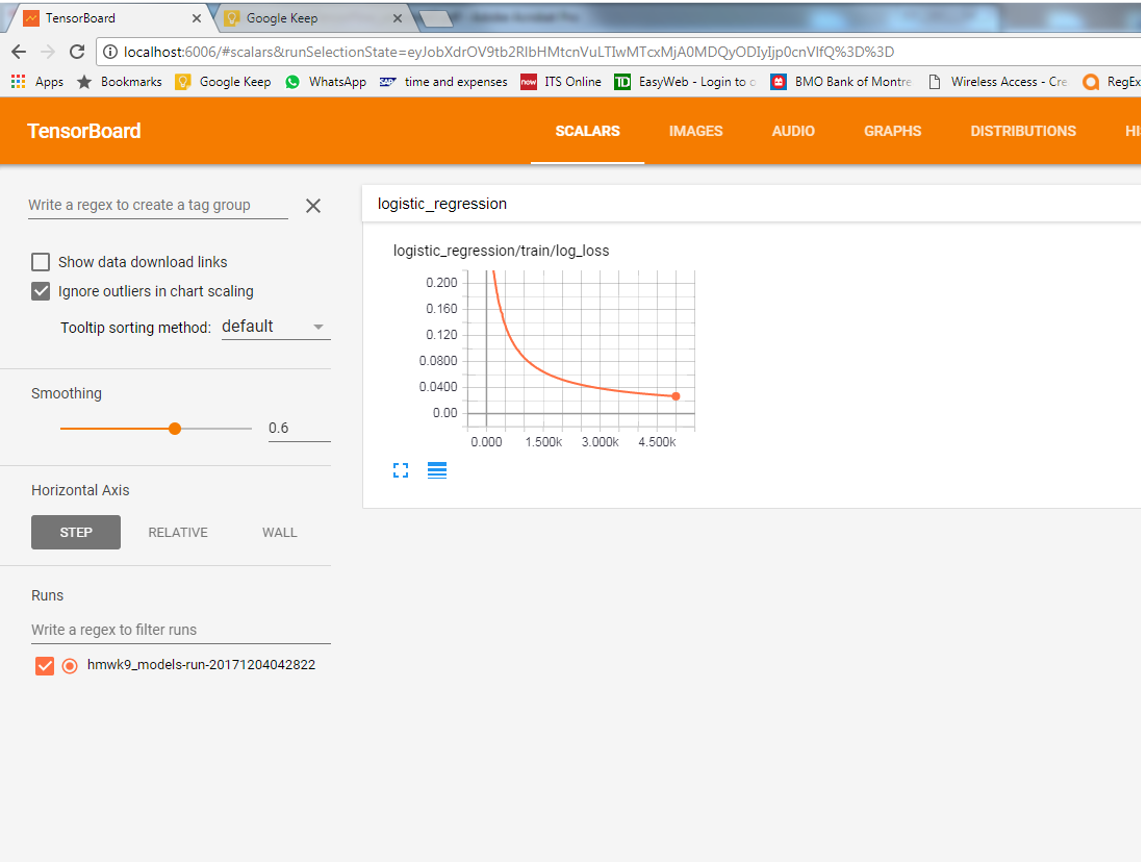 TensorBoard
Google Keep
localhost:6006/#scalars&runSelectionState=eyJobXdrOV9tb2RlbHMtcnVuLTIwMTcxMjA0MDQyODIyIjp0cnVlfQ%3D%3D
Apps Bookmarks Google Keep WhatsApp time and expenses ITS Online EasyWeb - Login to BMO Bank of Montre Wireless Access - Cre RegEx
TensorBoard
SCALARS IMAGES AUDIO GRAPHS DISTRIBUTIONS HI
Write a regex to create a tag group
Show data download links
Ignore outliers in chart scaling
Tooltip sorting method: default
Smoothing
0.6
Horizontal Axis
STEP RELATIVE WALL
Runs
Write a regex to filter runs
hmwk9_models-run-20171204042822
logistic_regression
logistic_regression/train/log_loss
0.200
0.160
0.120
0.0800
0.0400
0.00
0.000 1.500k 3.000k 4.500k